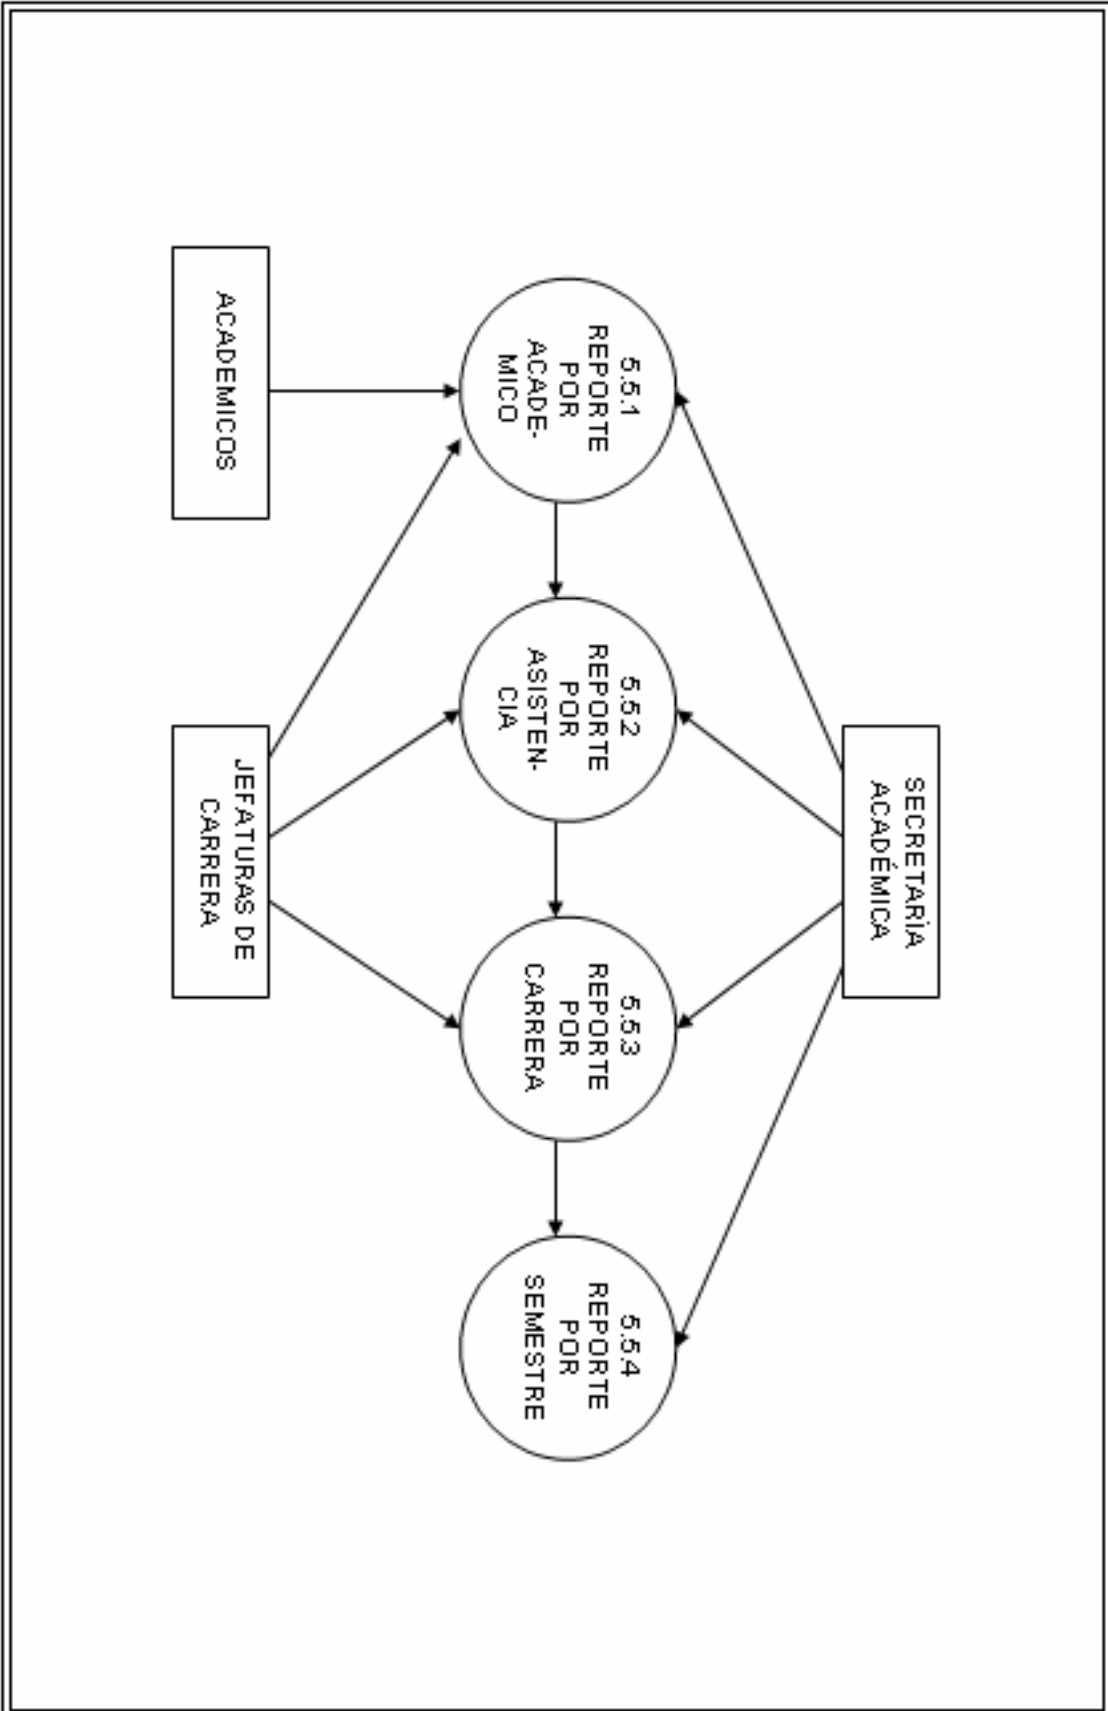 SECRETARÌA
ACADÉMICA
5.5.1
REPORTE
POR
ACADE-
MICO
5.5.2
REPORTE
POR
ASISTEN-
CIA
5.5.3
REPORTE
POR
CARRERA
5.5.4
REPORTE
POR
SEMESTRE
ACADEMICOS
JEFATURAS DE
CARRERA